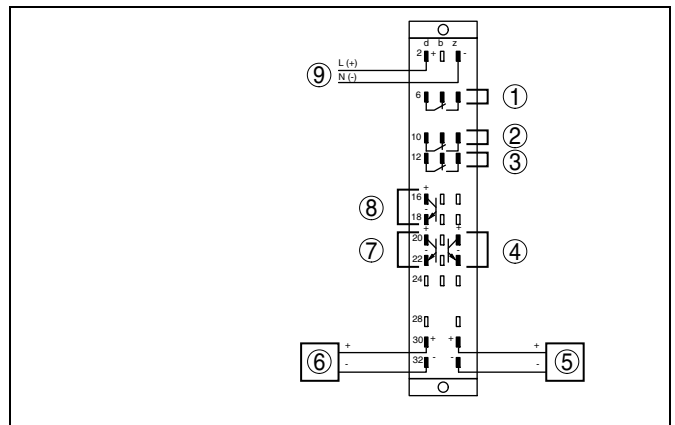 d b z
L (+)
2 + -
⑨ N (-)
6 ①
10 ②
12 ③
+
16
⑧ -
18
+ +
20
⑦ - - ④
22
24
28
30 + +
+ +
⑥ 32 - - ⑤
- -